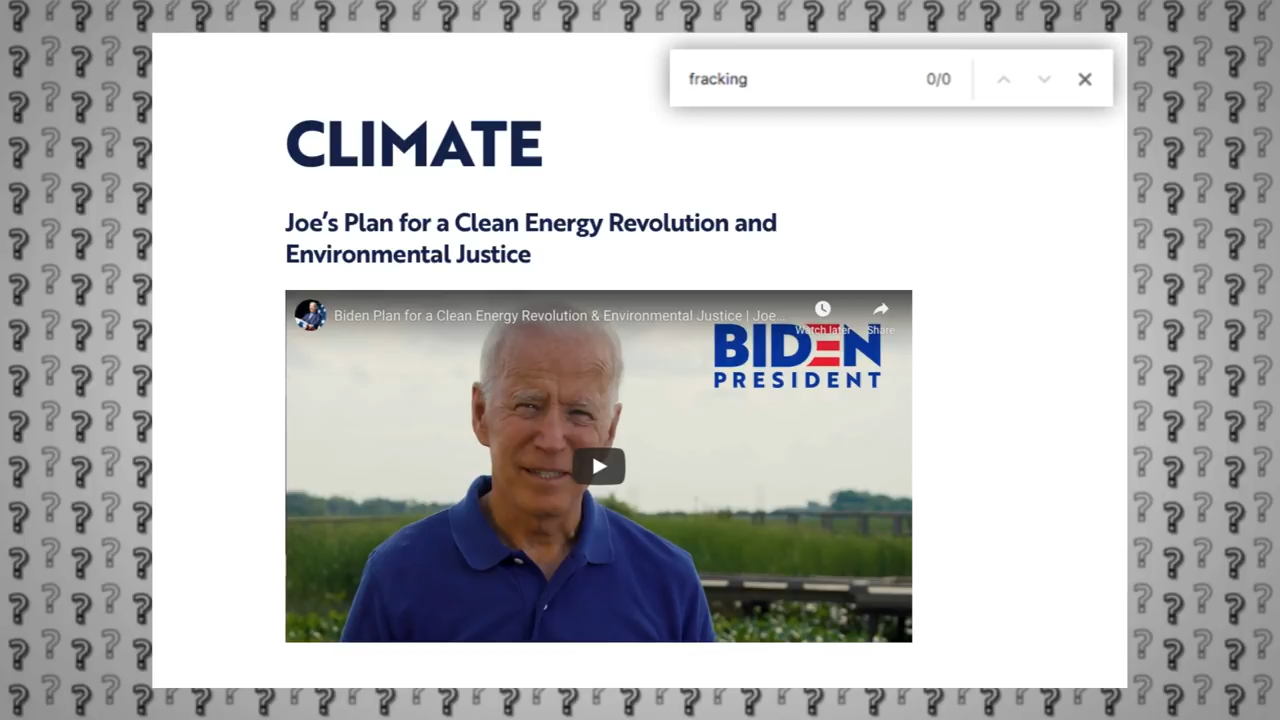 fracking 0/0
CLIMATE
Joe's Plan for a Clean Energy Revolution and
Environmental Justice
Biden Plan for a Clean Energy Revolution & Environmental Justice | Joe...
Watch later Share
BIDEN
PRESIDENT